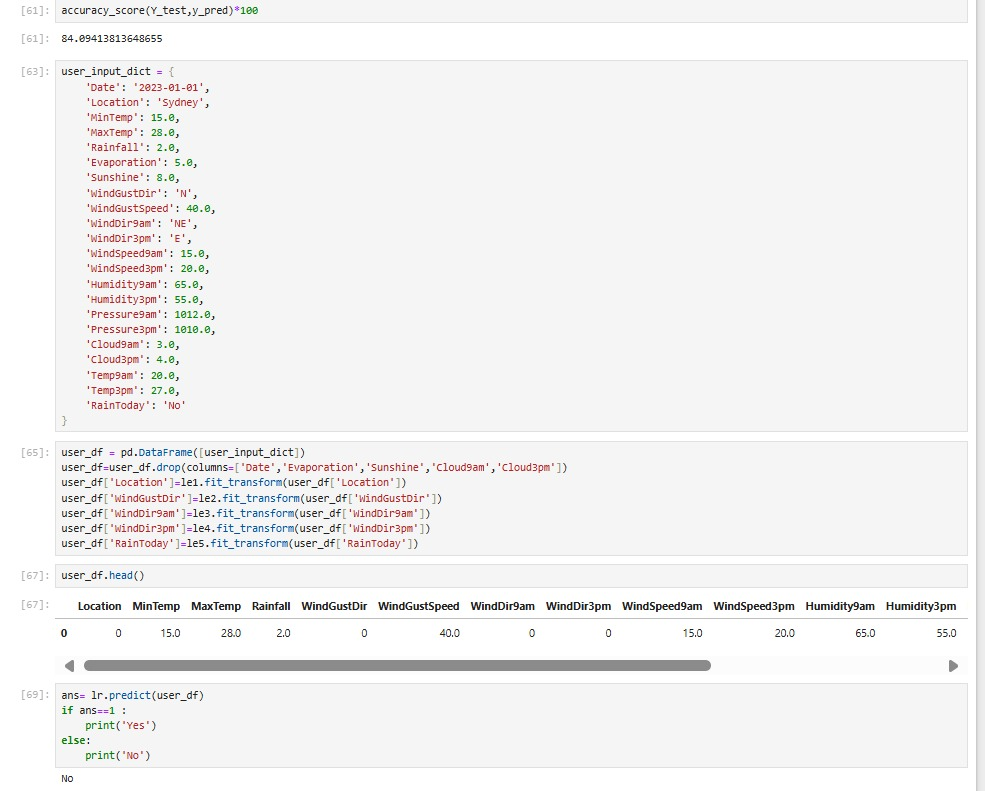 [61]: accuracy_score(Y_test,y_pred)*100
[61]: 84.09413813648655
[63]: user_input_dict = {
    'Date': '2023-01-01',
    'Location': 'Sydney',
    'MinTemp': 15.0,
    'MaxTemp': 28.0,
    'Rainfall': 2.0,
    'Evaporation': 5.0,
    'Sunshine': 8.0,
    'WindGustDir': 'N',
    'WindGustSpeed': 40.0,
    'WindDir9am': 'NE',
    'WindDir3pm': 'E',
    'WindSpeed9am': 15.0,
    'WindSpeed3pm': 20.0,
    'Humidity9am': 65.0,
    'Humidity3pm': 55.0,
    'Pressure9am': 1012.0,
    'Pressure3pm': 1010.0,
    'Cloud9am': 3.0,
    'Cloud3pm': 4.0,
    'Temp9am': 20.0,
    'Temp3pm': 27.0,
    'RainToday': 'No'
}
[65]: user_df = pd.DataFrame([user_input_dict])
user_df=user_df.drop(columns=['Date','Evaporation','Sunshine','Cloud9am','Cloud3pm'])
user_df['Location']=le1.fit_transform(user_df['Location'])
user_df['WindGustDir']=le2.fit_transform(user_df['WindGustDir'])
user_df['WindDir9am']=le3.fit_transform(user_df['WindDir9am'])
user_df['WindDir3pm']=le4.fit_transform(user_df['WindDir3pm'])
user_df['RainToday']=le5.fit_transform(user_df['RainToday'])
[67]: user_df.head()
[67]: Location MinTemp MaxTemp Rainfall WindGustDir WindGustSpeed WindDir9am WindDir3pm WindSpeed9am WindSpeed3pm Humidity9am Humidity3pm
0 0 15.0 28.0 2.0 0 40.0 0 0 15.0 20.0 65.0 55.0
[69]: ans= lr.predict(user_df)
if ans==1 :
    print('Yes')
else:
    print('No')
No